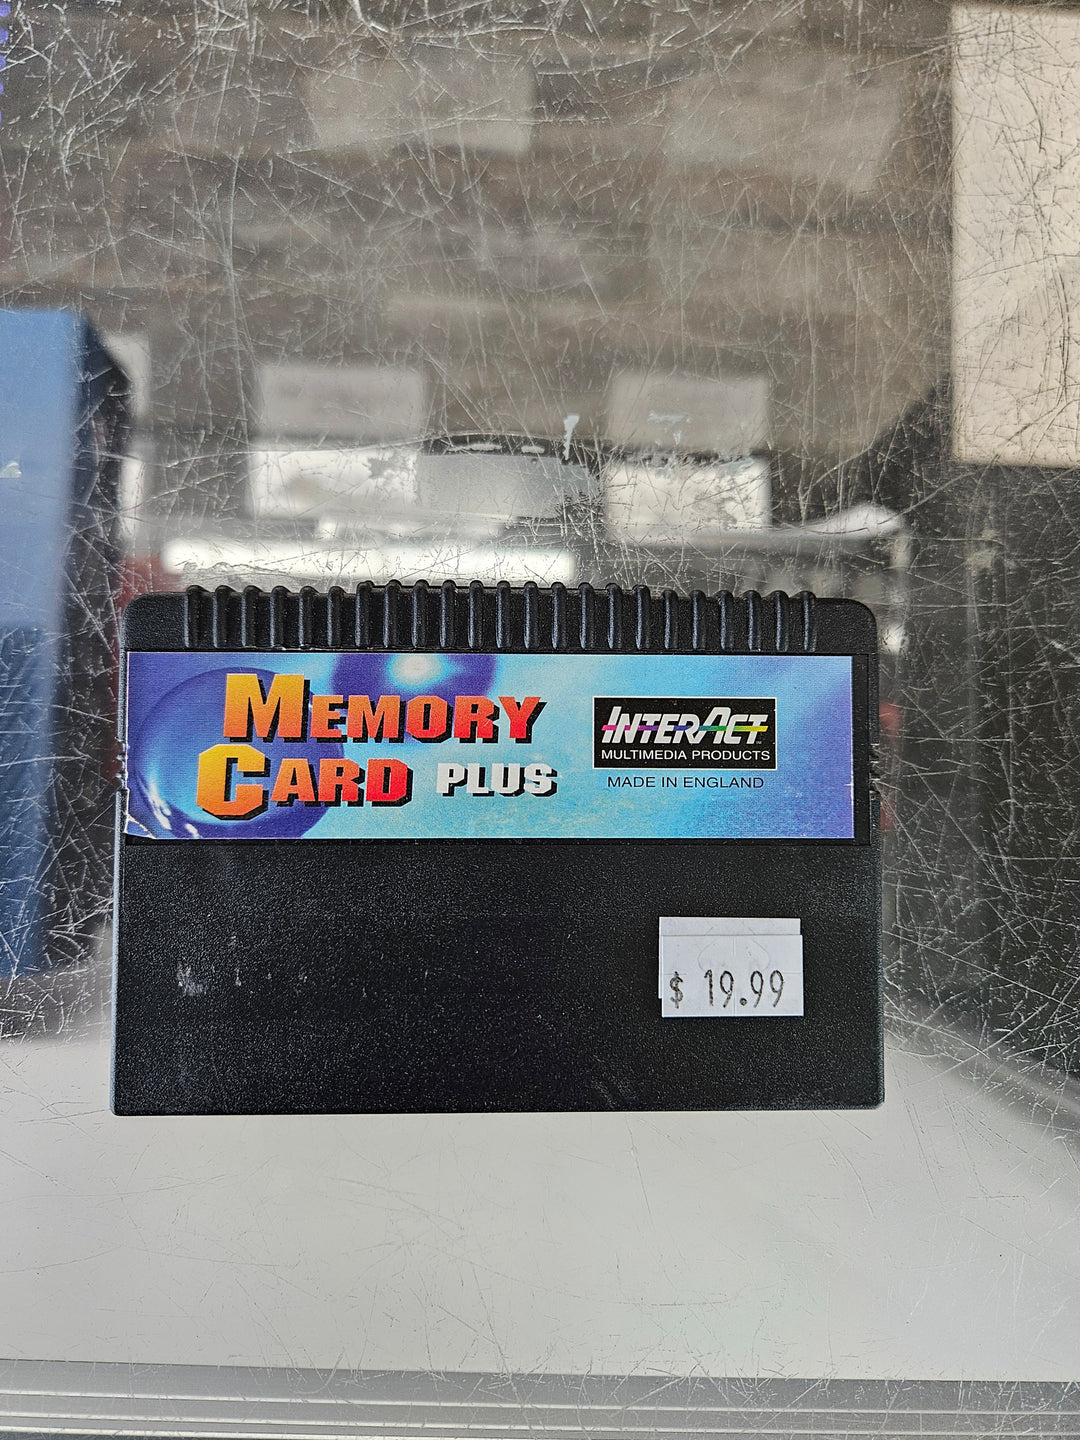 MEMORY
CARD PLUS
INTERACT
MULTIMEDIA PRODUCTS
MADE IN ENGLAND
$ 19.99